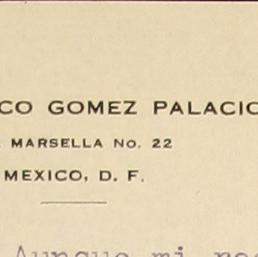 CO GOMEZ PALACIO
MARSELLA No. 22
MEXICO, D. F.
Aunque mi